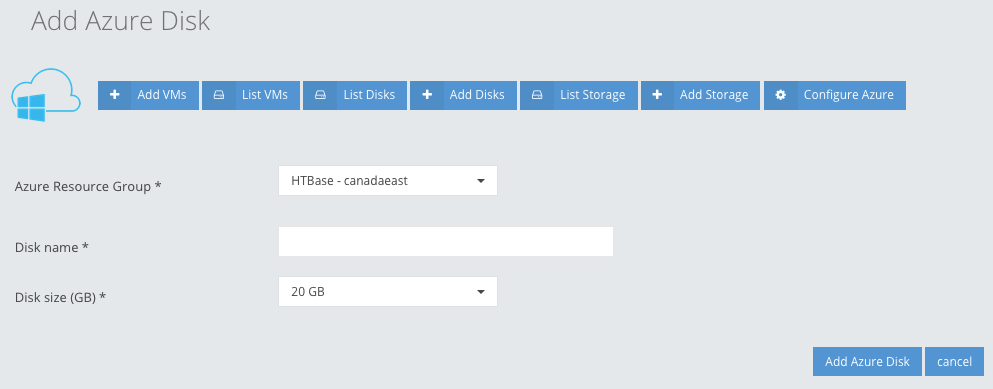 Add Azure Disk
Add VMs List VMs List Disks Add Disks List Storage Add Storage Configure Azure
Azure Resource Group * HTBase - canadaeast
Disk name *
Disk size (GB) * 20 GB
Add Azure Disk cancel